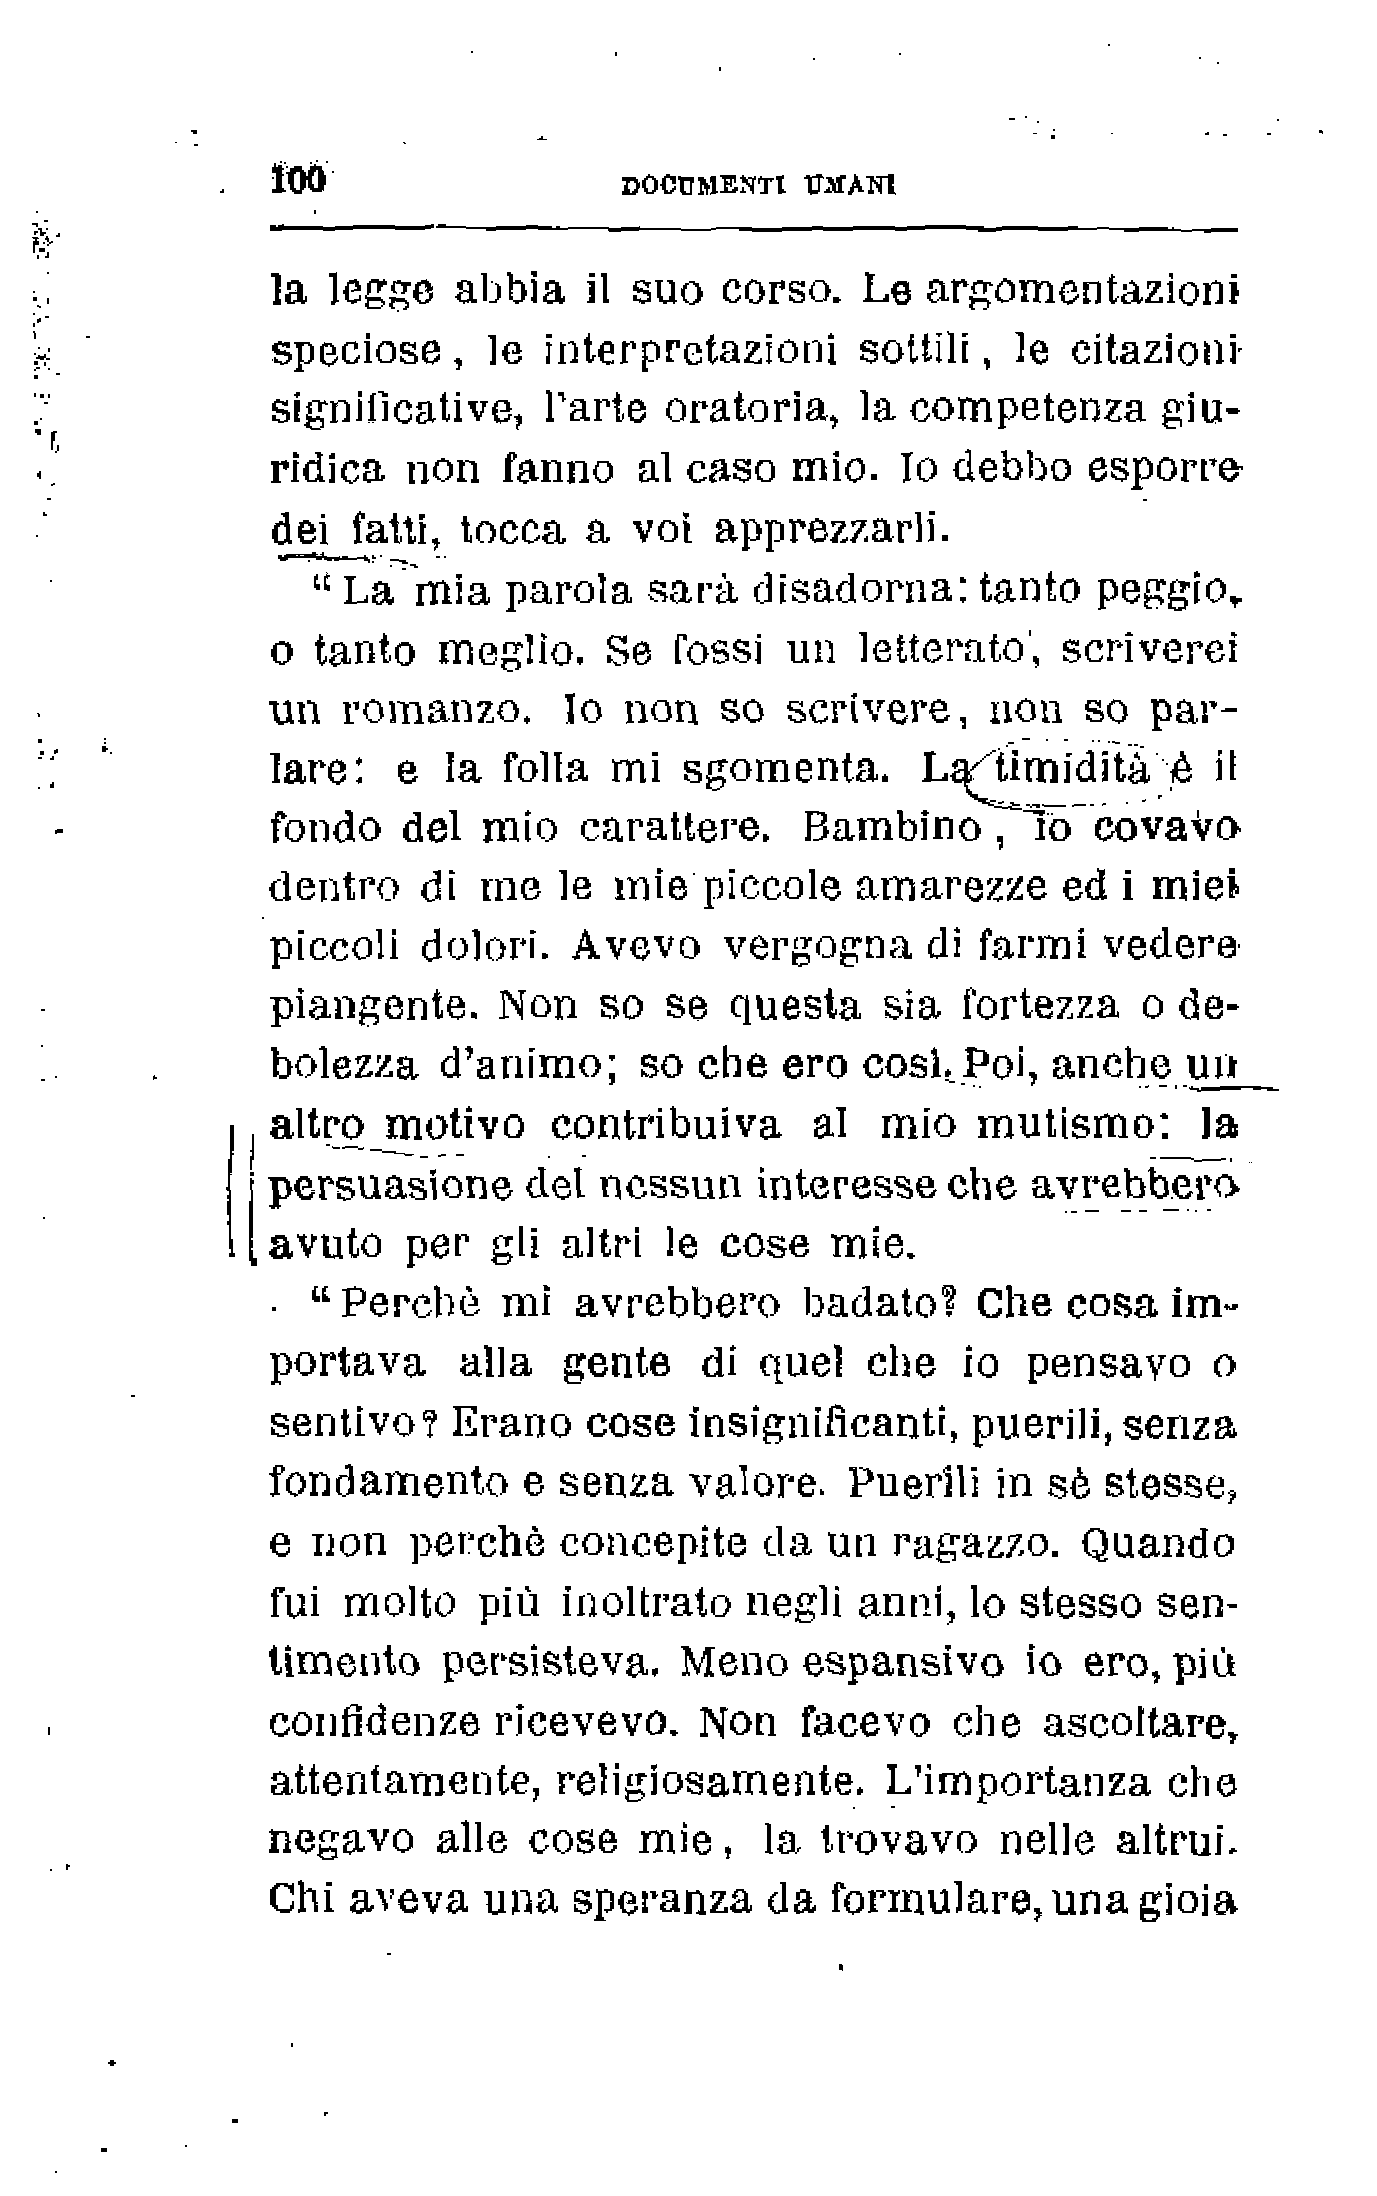 100 DOCUMENTI UMANI
la legge abbia il suo corso. Le argomentazioni
speciose, le interpretazioni sottili, le citazioni
significative, l'arte oratoria, la competenza giu-
ridica non fanno al caso mio. Io debbo esporre
dei fatti, tocca a voi apprezzarli.
“ La mia parola sarà disadorna: tanto peggio,
o tanto meglio. Se fossi un letterato, scriverei
un romanzo. Io non so scrivere, non so par-
lare: e la folla mi sgomenta. La timidità è il
fondo del mio carattere. Bambino, io covavo
dentro di me le mie piccole amarezze ed i miei
piccoli dolori. Avevo vergogna di farmi vedere
piangente. Non so se questa sia fortezza o de-
bolezza d'animo; so che ero così. Poi, anche un
altro motivo contribuiva al mio mutismo: la
persuasione del nessun interesse che avrebbero
avuto per gli altri le cose mie.
“ Perchè mi avrebbero badato? Che cosa im-
portava alla gente di quel che io pensavo o
sentivo? Erano cose insignificanti, puerili, senza
fondamento e senza valore. Puerili in sè stesse,
e non perchè concepite da un ragazzo. Quando
fui molto più inoltrato negli anni, lo stesso sen-
timento persisteva. Meno espansivo io ero, più
confidenze ricevevo. Non facevo che ascoltare,
attentamente, religiosamente. L'importanza che
negavo alle cose mie, la trovavo nelle altrui.
Chi aveva una speranza da formulare, una gioia